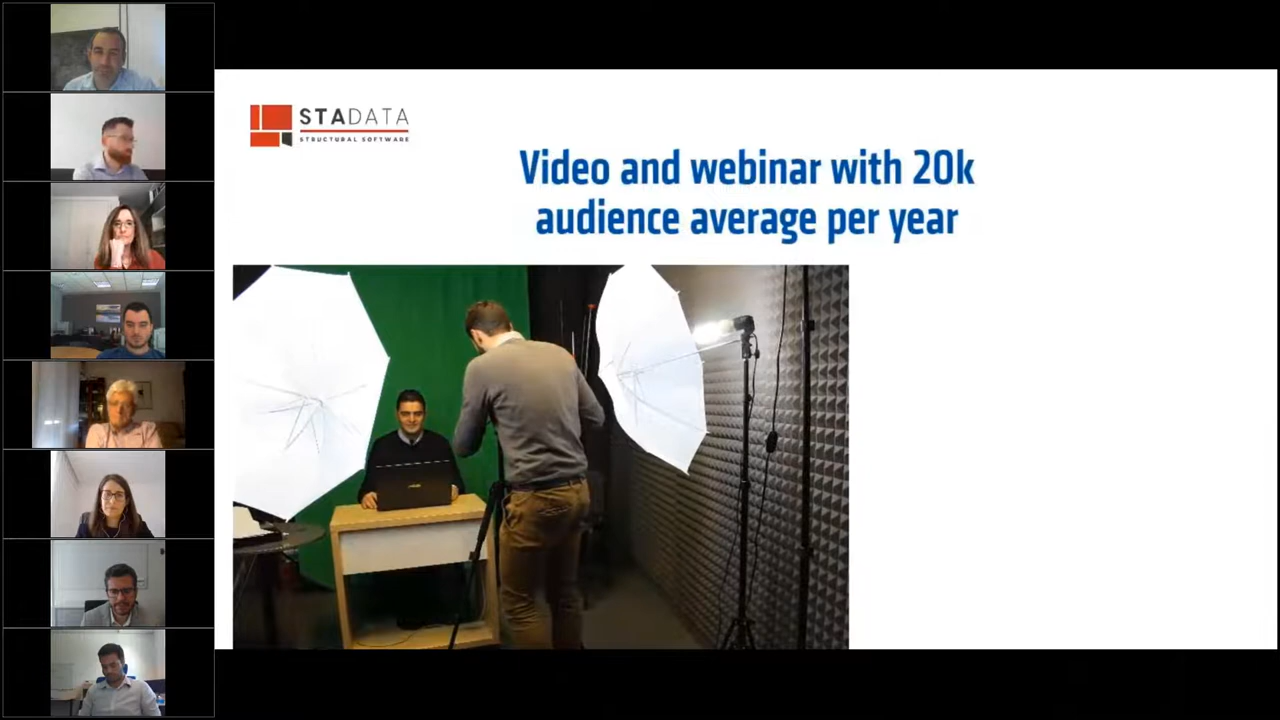 STADATA
STRUCTURAL SOFTWARE
Video and webinar with 20k
audience average per year